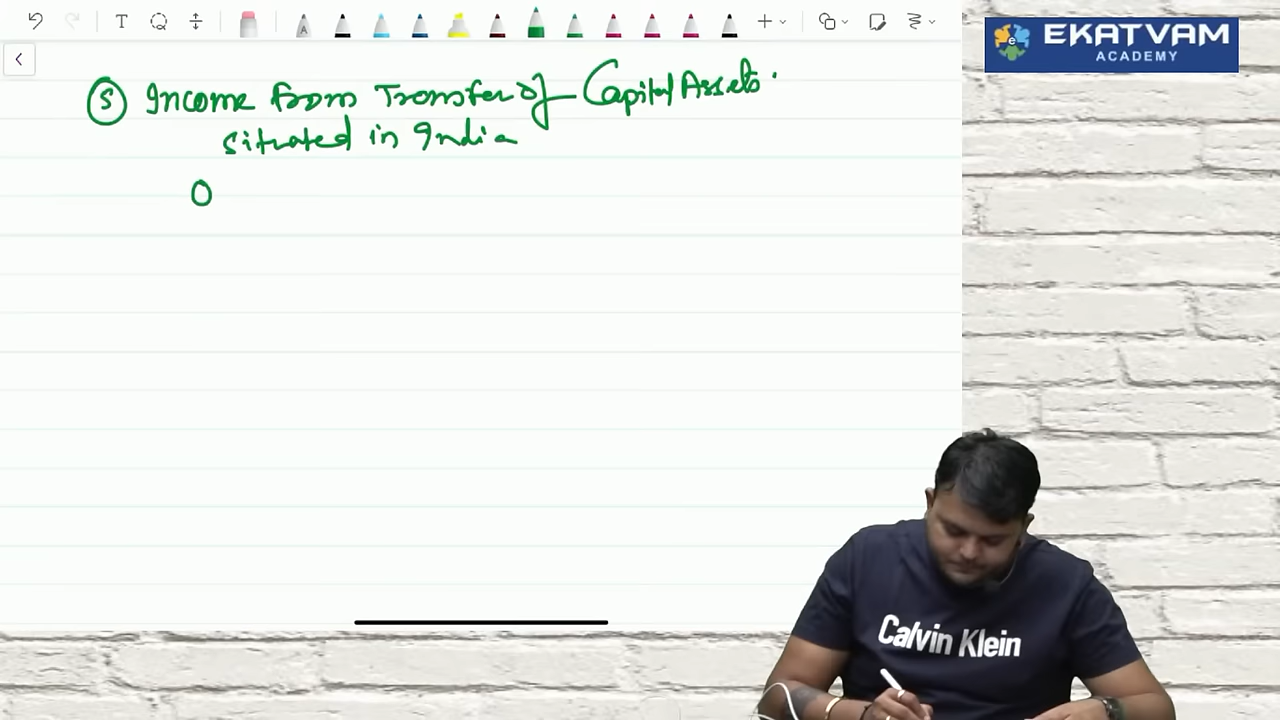 EKATVAM
ACADEMY
5 Income from Transfer of Capital Assets.
situated in India
O
Calvin Klein